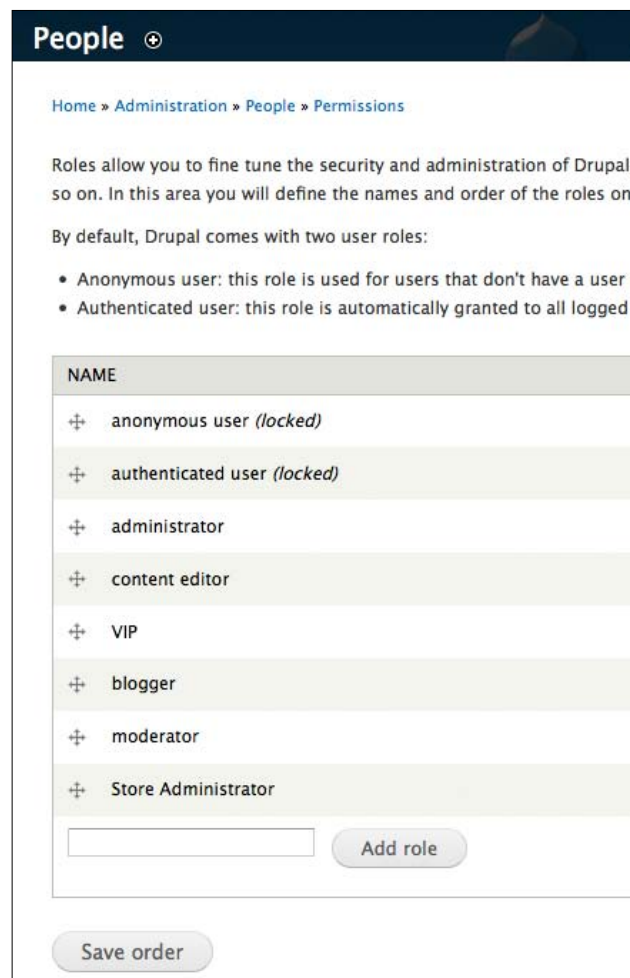 People
Home » Administration » People » Permissions
Roles allow you to fine tune the security and administration of Drupal
so on. In this area you will define the names and order of the roles on
By default, Drupal comes with two user roles:
• Anonymous user: this role is used for users that don't have a user
• Authenticated user: this role is automatically granted to all logged
NAME
anonymous user (locked)
authenticated user (locked)
administrator
content editor
VIP
blogger
moderator
Store Administrator
Add role
Save order